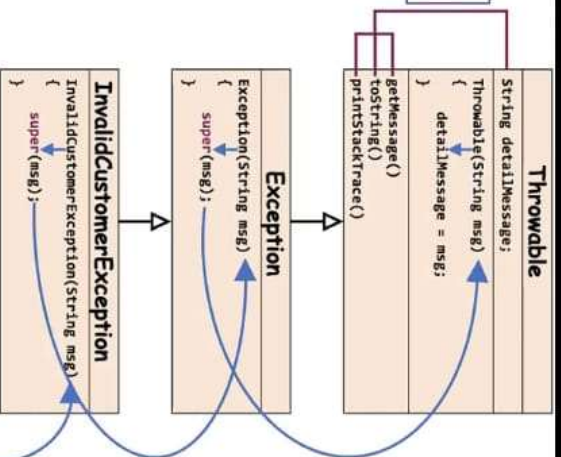 Throwable
String detailMessage;
Throwable(String msg)
{
detailMessage = msg;
}
getMessage()
toString()
printStackTrace()
Exception
Exception(String msg)
{
super(msg);
}
InvalidCustomerException
InvalidCustomerException(String msg)
{
super(msg);
}